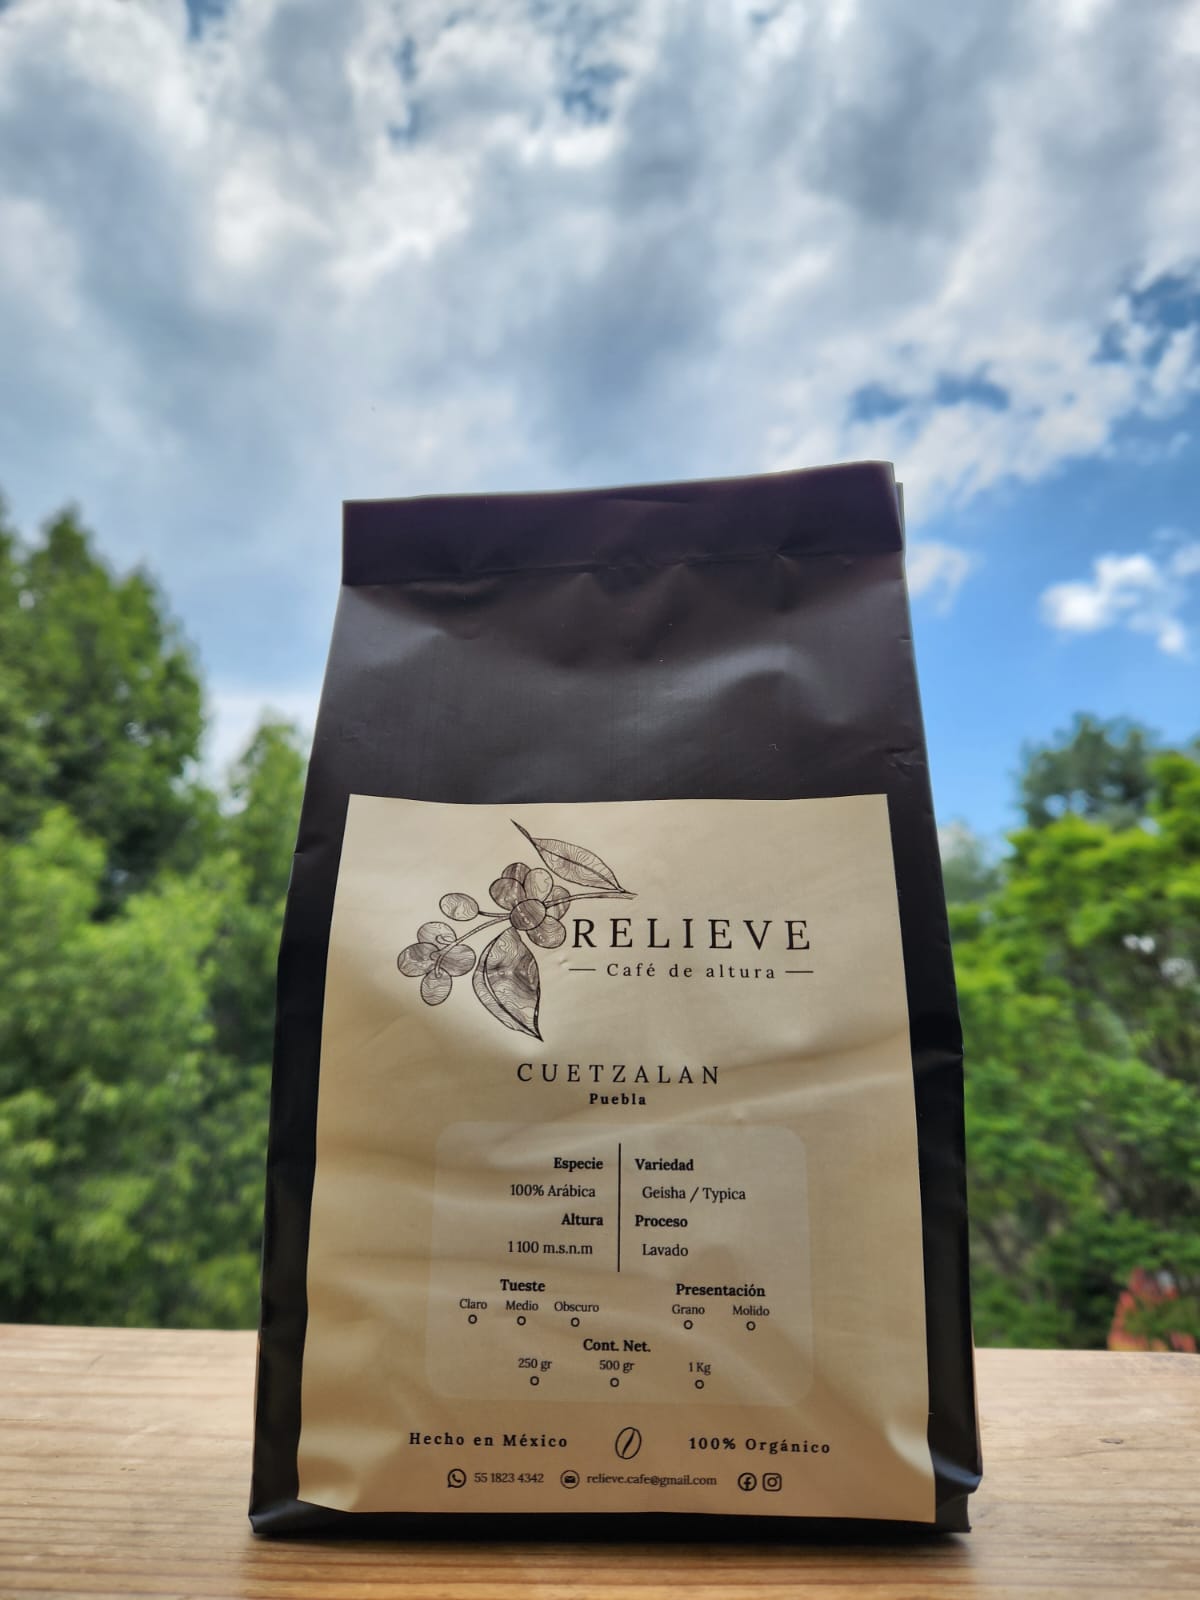 RELIEVE
Café de altura
CUETZALAN
Puebla
Especie
100% Arábica
Altura
1100 m.s.n.m
Variedad
Geisha / Typica
Proceso
Lavado
Tueste
Claro Medio Obscuro
Presentación
Grano Molido
Cont. Net.
250 gr 500 gr 1 Kg
Hecho en México 100% Orgánico
55 1823 4342 relieve.cafe@gmail.com